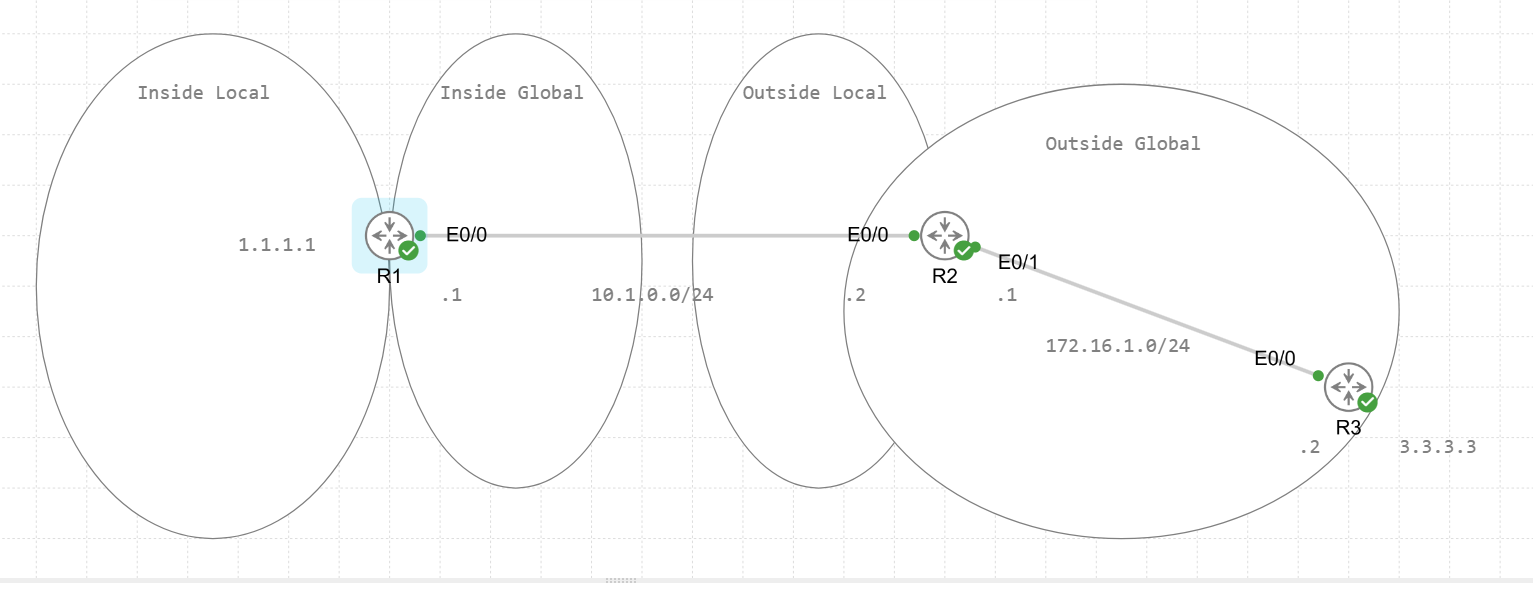 Inside Local
Inside Global
Outside Local
Outside Global
1.1.1.1
E0/0
E0/0
R1
R2
E0/1
.1
10.1.0.0/24
.2
.1
172.16.1.0/24
E0/0
R3
.2
3.3.3.3